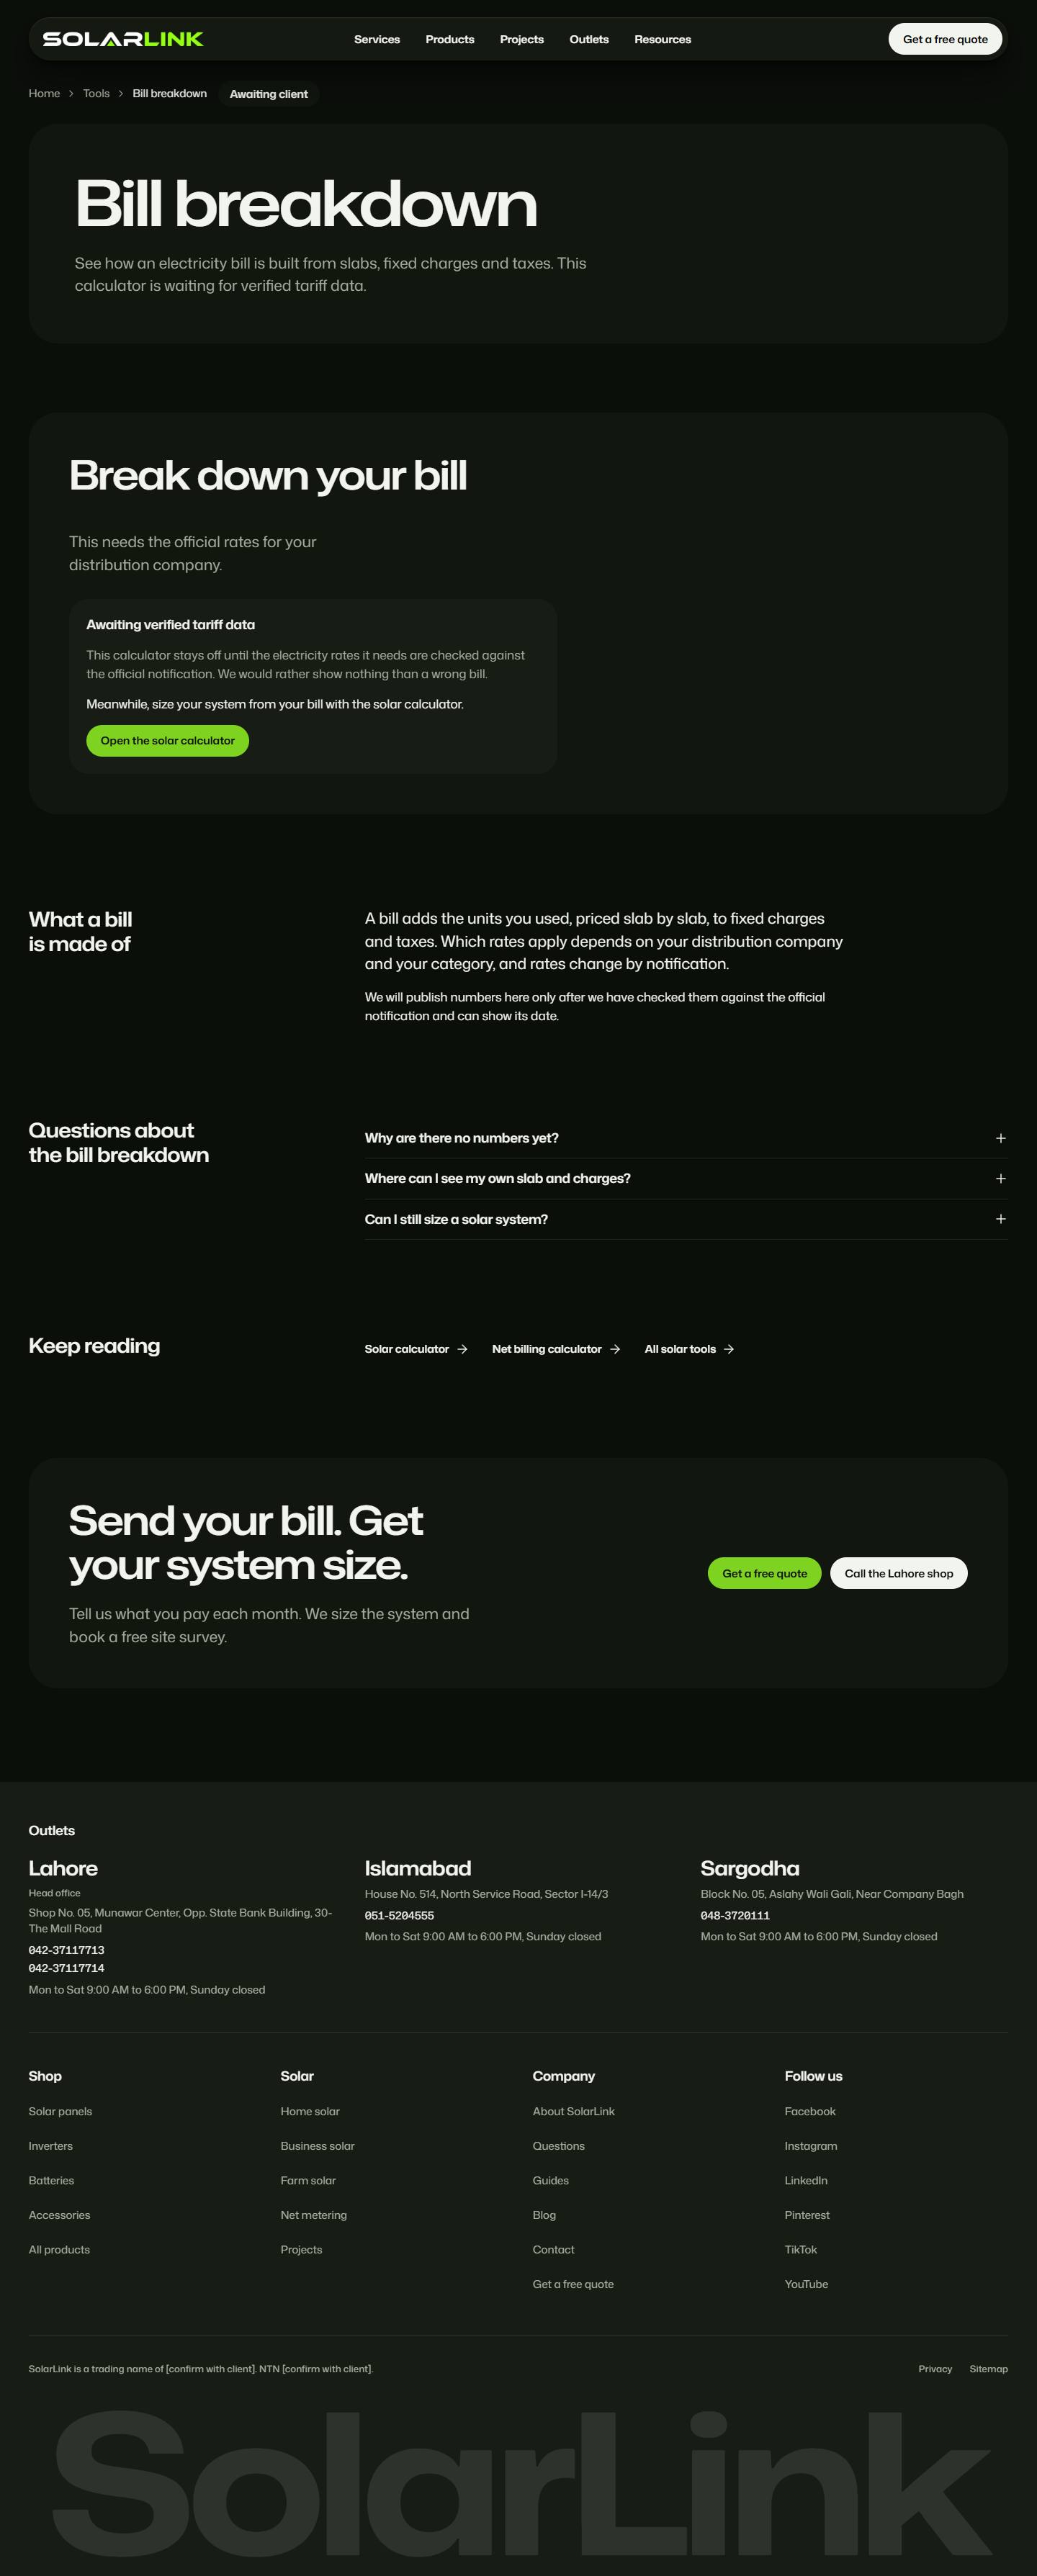 SOLARLINK
Services
Products
Projects
Outlets
Resources
Get a free quote
Home
Tools
Bill breakdown
Awaiting client
Bill breakdown
See how an electricity bill is built from slabs, fixed charges and taxes. This
calculator is waiting for verified tariff data.
Break down your bill
This needs the official rates for your
distribution company.
Awaiting verified tariff data
This calculator stays off until the electricity rates it needs are checked against
the official notification. We would rather show nothing than a wrong bill.
Meanwhile, size your system from your bill with the solar calculator.
Open the solar calculator
What a bill
is made of
A bill adds the units you used, priced slab by slab, to fixed charges
and taxes. Which rates apply depends on your distribution company
and your category, and rates change by notification.
We will publish numbers here only after we have checked them against the official
notification and can show its date.
Questions about
the bill breakdown
Why are there no numbers yet?
Where can I see my own slab and charges?
Can I still size a solar system?
Keep reading
Solar calculator
Net billing calculator
All solar tools
Send your bill. Get
your system size.
Tell us what you pay each month. We size the system and
book a free site survey.
Get a free quote
Call the Lahore shop
Outlets
Lahore
Head office
Shop No. 05, Munawar Center, Opp. State Bank Building, 30-
The Mall Road
042-37117713
042-37117714
Mon to Sat 9:00 AM to 6:00 PM, Sunday closed
Islamabad
House No. 514, North Service Road, Sector I-14/3
051-5204555
Mon to Sat 9:00 AM to 6:00 PM, Sunday closed
Sargodha
Block No. 05, Aslahy Wali Gali, Near Company Bagh
048-3720111
Mon to Sat 9:00 AM to 6:00 PM, Sunday closed
Shop
Solar panels
Inverters
Batteries
Accessories
All products
Solar
Home solar
Business solar
Farm solar
Net metering
Projects
Company
About SolarLink
Questions
Guides
Blog
Contact
Get a free quote
Follow us
Facebook
Instagram
LinkedIn
Pinterest
TikTok
YouTube
SolarLink is a trading name of [confirm with client]. NTN [confirm with client].
Privacy
Sitemap
SolarLink